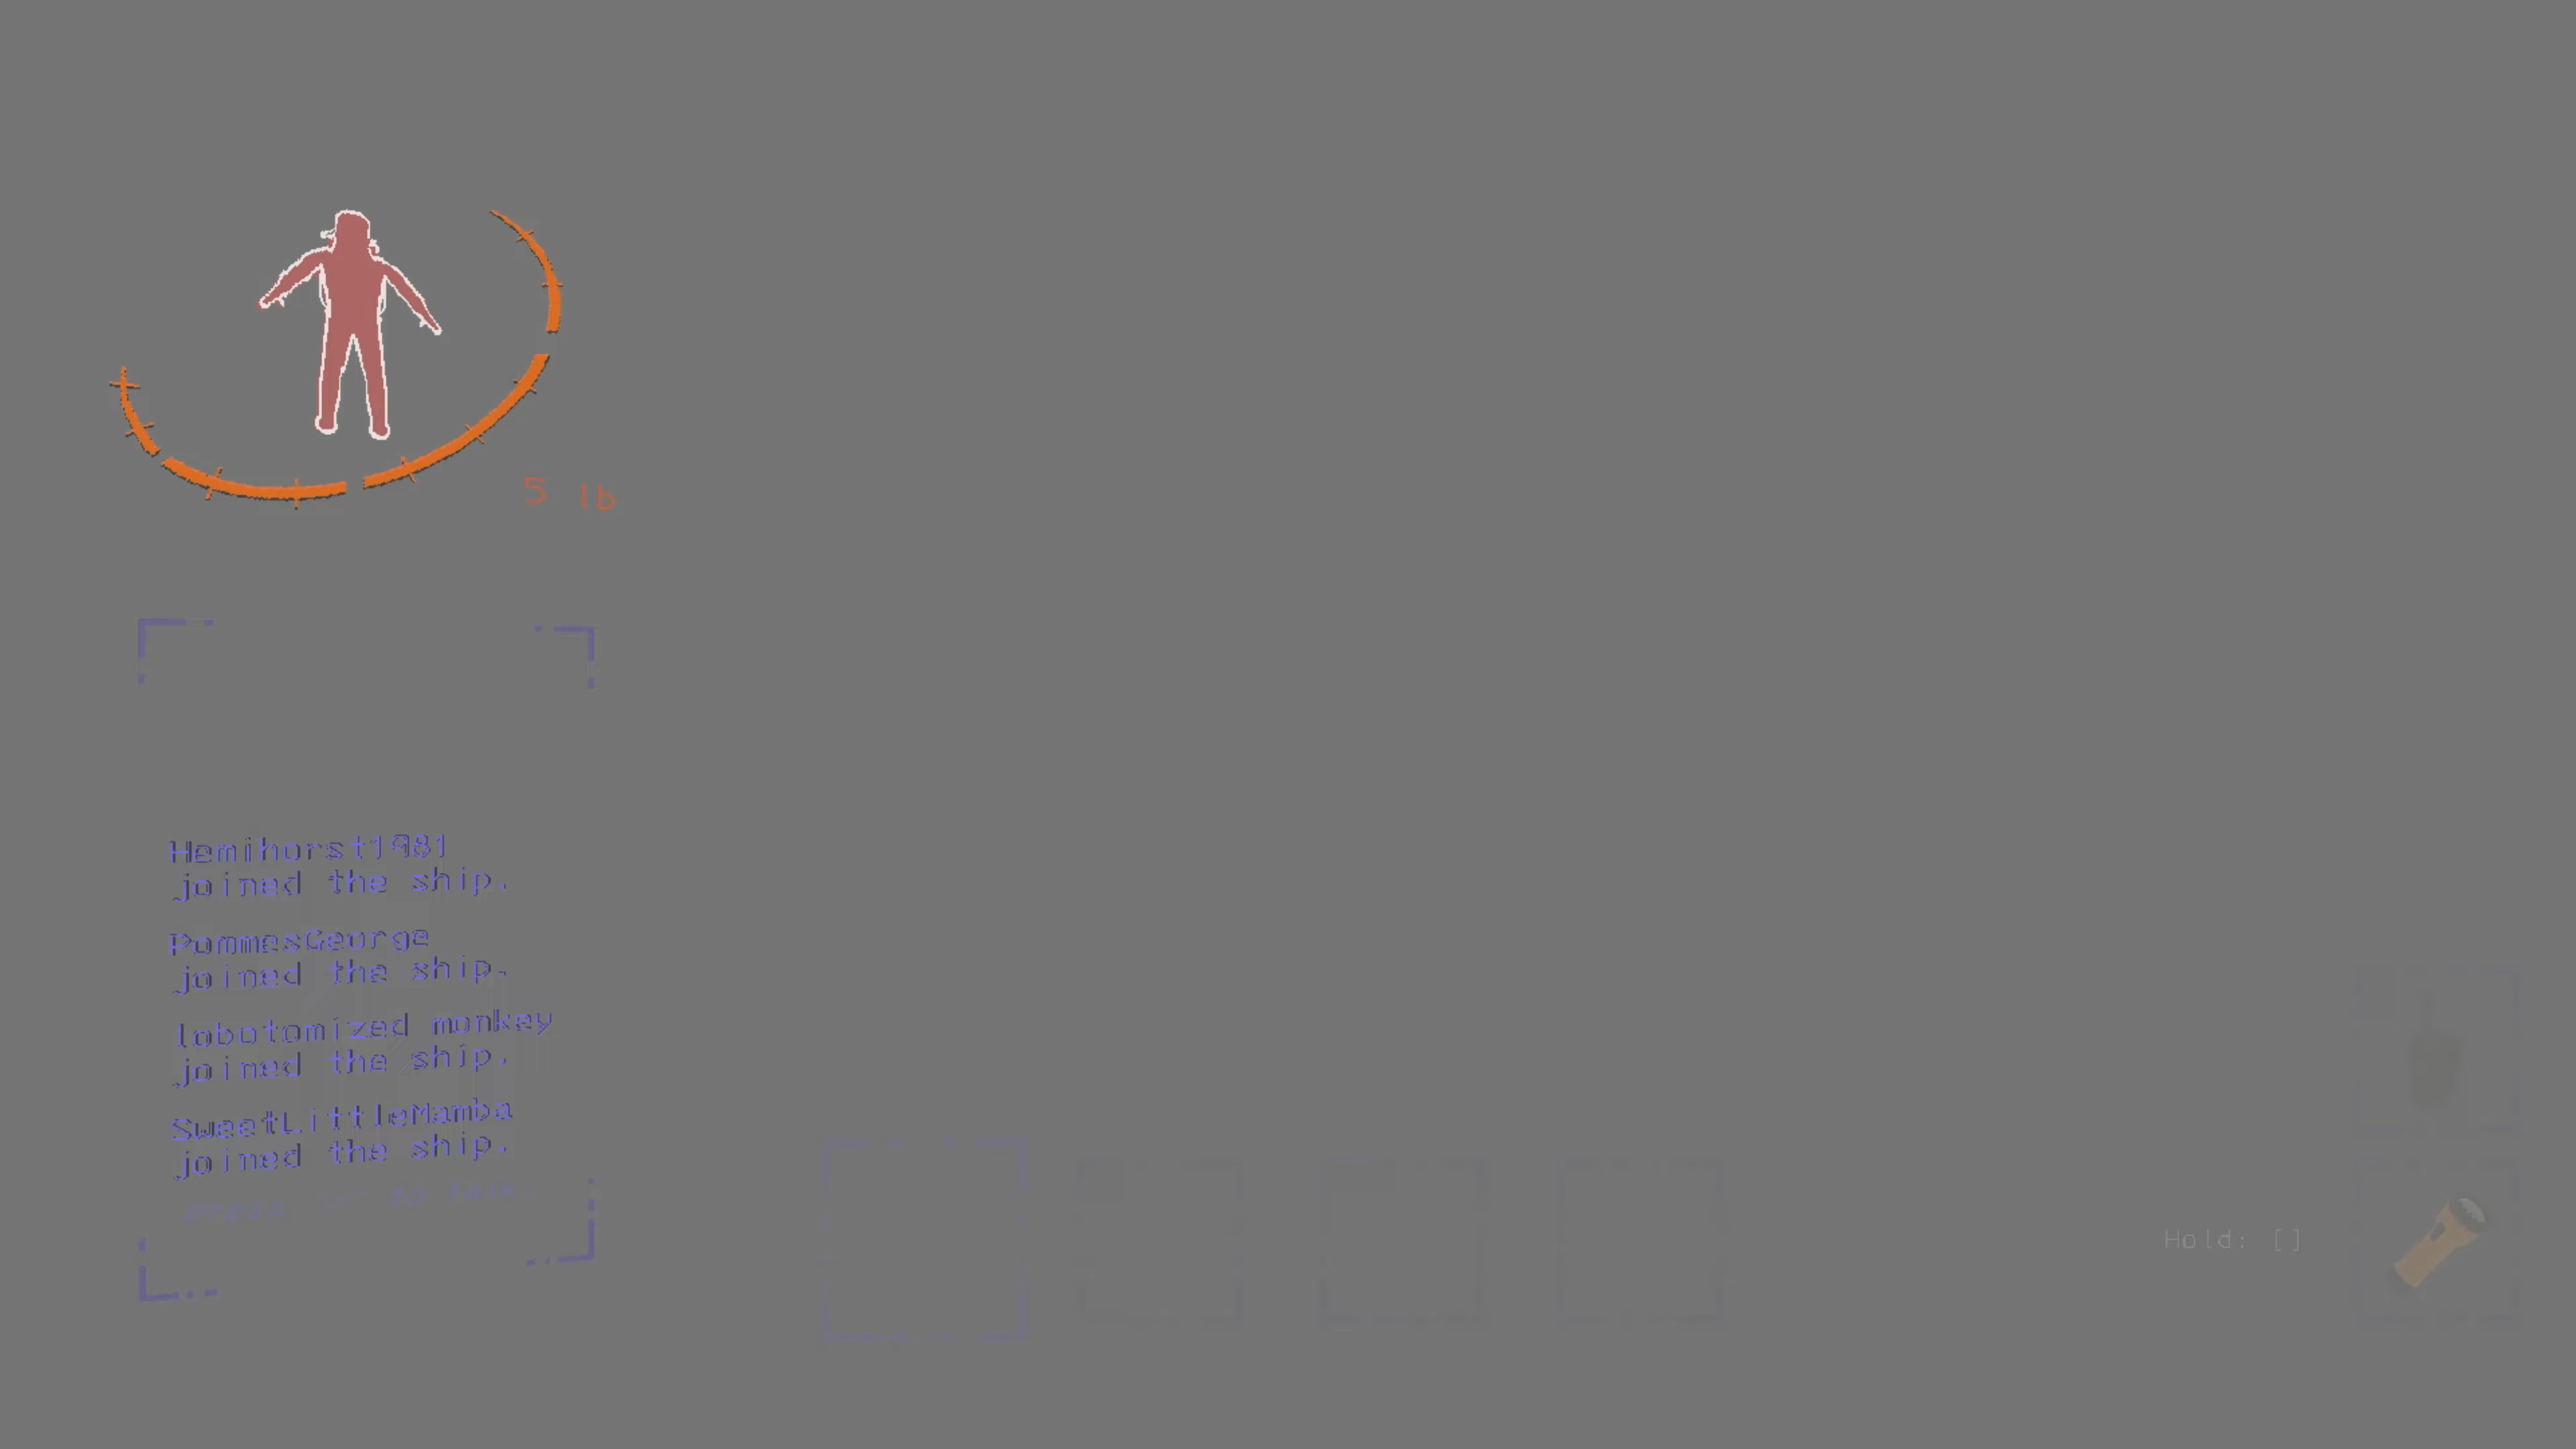 5 lb
Hemihorst1981
joined the ship.
PommesGeorge
joined the ship.
lobotomized monkey
joined the ship.
SweetLittleMamba
joined the ship.
Hold: []